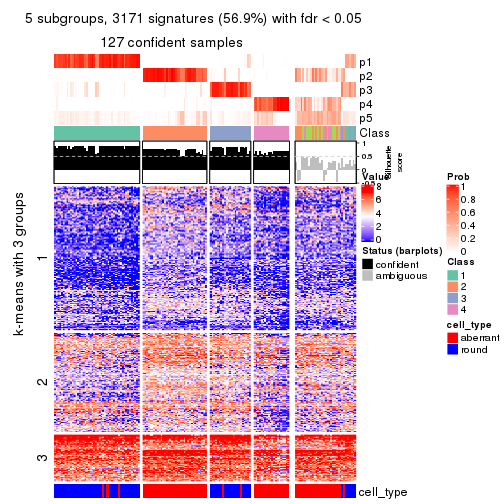 5 subgroups, 3171 signatures (56.9%) with fdr < 0.05
127 confident samples
p1
p2
p3
p4
p5
Class
1
0.5
0
-0.5
Silhouette
score
k-means with 3 groups
1
2
3
cell_type
Value
8
6
4
2
0
Status (barplots)
confident
ambiguous
Prob
1
0.8
0.6
0.4
0.2
0
Class
1
2
3
4
cell_type
aberrant
round